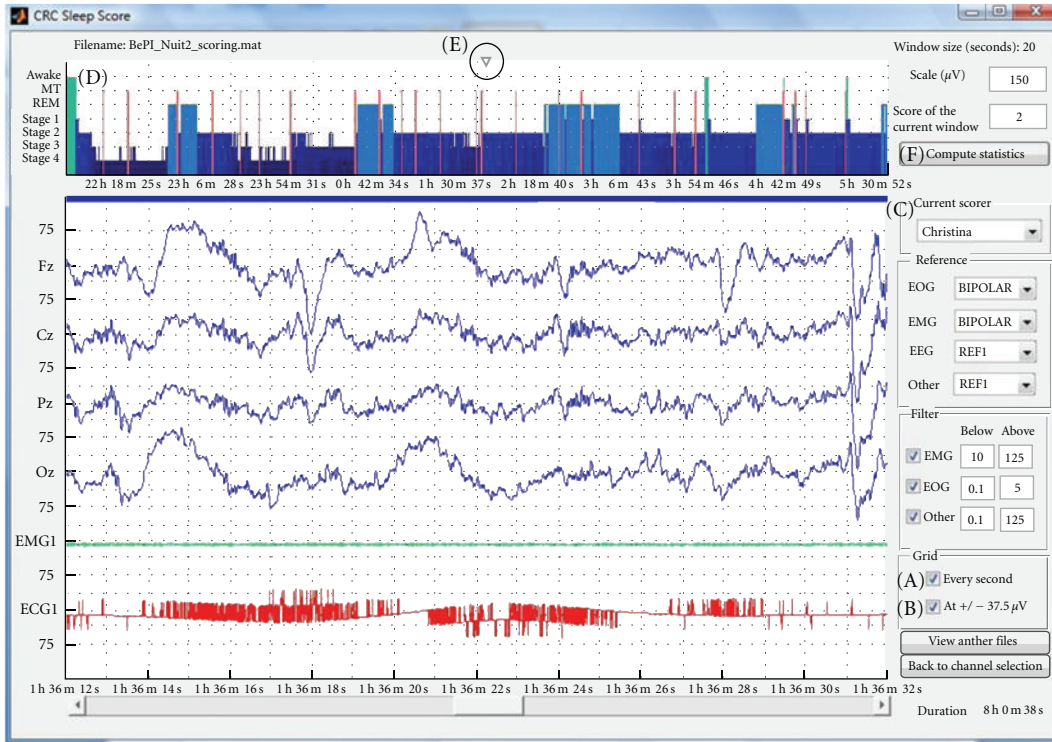 CRC Sleep Score
Filename: BePI_Nuit2_scoring.mat
(E)
Window size (seconds): 20
(D)
Awake
MT
REM
Stage 1
Stage 2
Stage 3
Stage 4
22 h 18 m 25 s 23 h 6 m 28 s 23 h 54 m 31 s 0 h 42 m 34 s 1 h 30 m 37 s 2 h 18 m 40 s 3 h 6 m 43 s 3 h 54 m 46 s 4 h 42 m 49 s 5 h 30 m 52 s
Scale (μV) 150
Score of the
current window 2
(F) Compute statistics
(C) Current scorer
Christina
Reference
EOG BIPOLAR
EMG BIPOLAR
EEG REF1
Other REF1
Filter
Below Above
EMG 10 125
EOG 0.1 5
Other 0.1 125
Grid
(A) Every second
(B) At +/ − 37.5 μV
View anther files
Back to channel selection
Duration 8 h 0 m 38 s
75
Fz
75
Cz
75
Pz
75
Oz
EMG1
75
ECG1
75
1 h 36 m 12 s 1 h 36 m 14 s 1 h 36 m 16 s 1 h 36 m 18 s 1 h 36 m 20 s 1 h 36 m 22 s 1 h 36 m 24 s 1 h 36 m 26 s 1 h 36 m 28 s 1 h 36 m 30 s 1 h 36 m 32 s